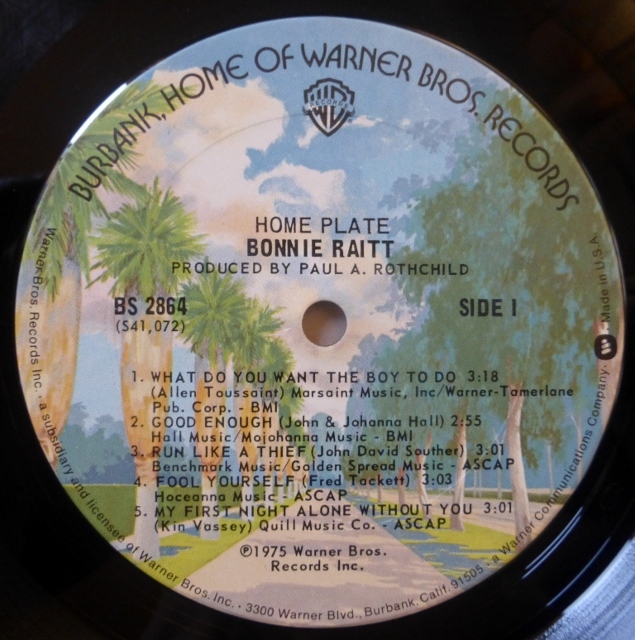 BURBANK, HOME OF WARNER BROS. RECORDS
WB
RECORDS
HOME PLATE
BONNIE RAITT
PRODUCED BY PAUL A. ROTHCHILD
BS 2864
SIDE 1
(S41,072)
1. WHAT DO YOU WANT THE BOY TO DO 3:18
(Allen Toussaint) Marsaint Music, Inc/Warner-Tamerlane
Pub. Corp. - BMI
2. GOOD ENOUGH (John & Johanna Hall) 2:55
Hall Music/Mojohanna Music - BMI
3. RUN LIKE A THIEF (John David Souther) 3:01
Benchmark Music/Golden Spread Music - ASCAP
4. FOOL YOURSELF (Fred Tackett) 3:03
Hoceanna Music - ASCAP
5. MY FIRST NIGHT ALONE WITHOUT YOU 3:01
(Kin Vassey) Quill Music Co. - ASCAP
℗1975 Warner Bros.
Records Inc.
Warner Bros. Records Inc. · a subsidiary and licensee of Warner Bros. Inc. · 3300 Warner Blvd., Burbank, Calif. 91505 · a Warner Communications Company. · Made in U.S.A.